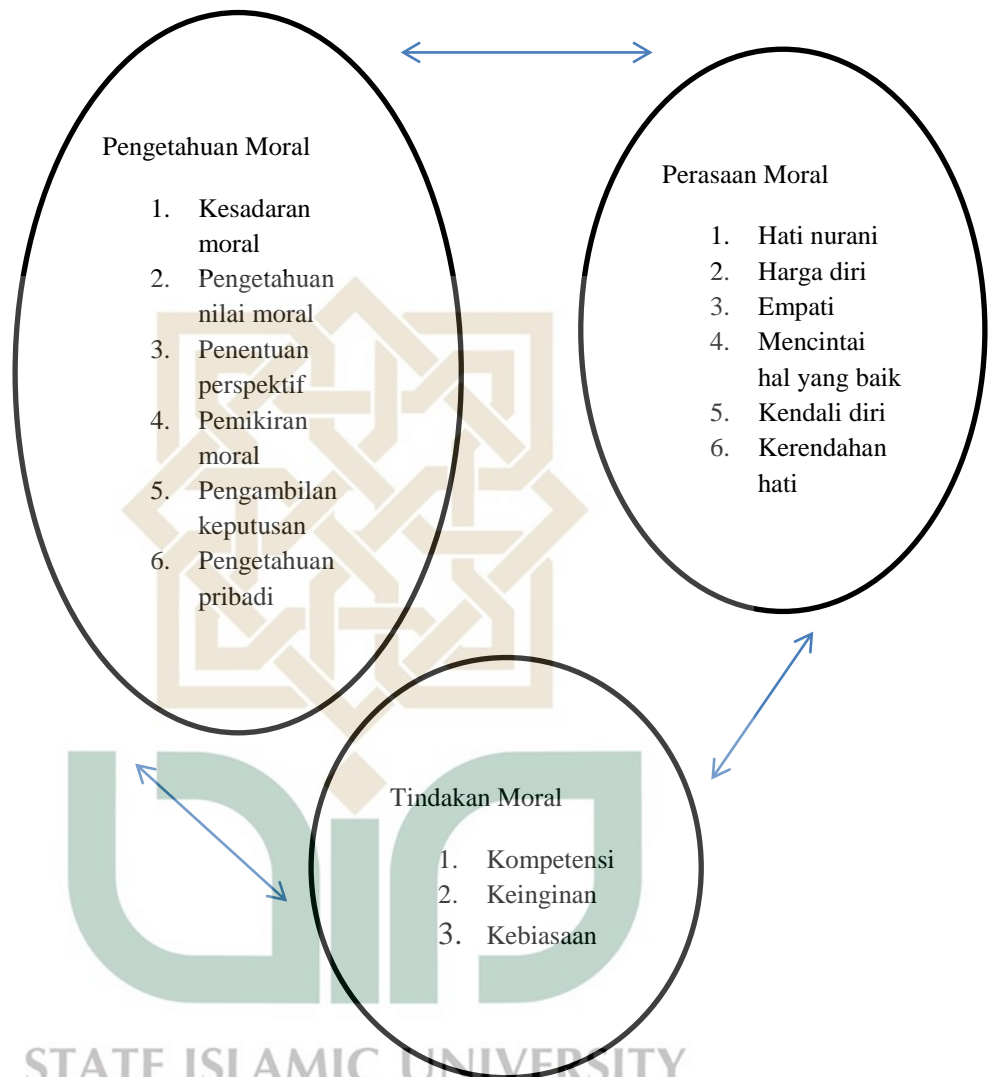 Pengetahuan Moral
1. Kesadaran
moral
2. Pengetahuan
nilai moral
3. Penentuan
perspektif
4. Pemikiran
moral
5. Pengambilan
keputusan
6. Pengetahuan
pribadi
Perasaan Moral
1. Hati nurani
2. Harga diri
3. Empati
4. Mencintai
hal yang baik
5. Kendali diri
6. Kerendahan
hati
Tindakan Moral
1. Kompetensi
2. Keinginan
3. Kebiasaan
STATE ISLAMIC UNIVERSITY